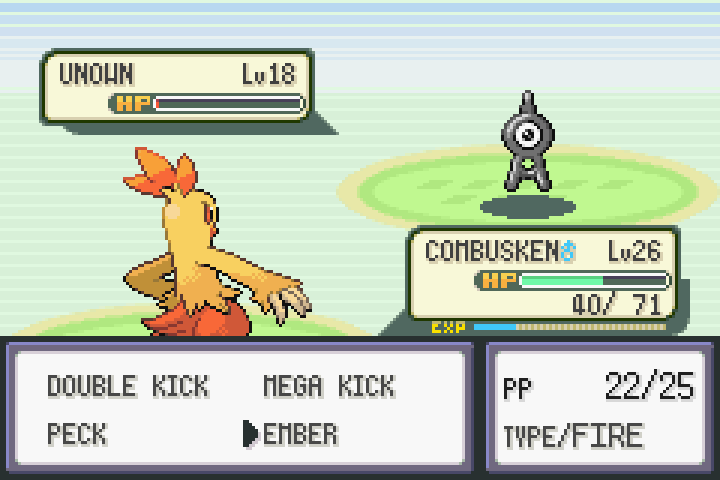 UNOWN Lv18
HP
COMBUSKEN♂ Lv26
HP
40/ 71
EXP
DOUBLE KICK MEGA KICK
PECK EMBER
PP 22/25
TYPE/FIRE